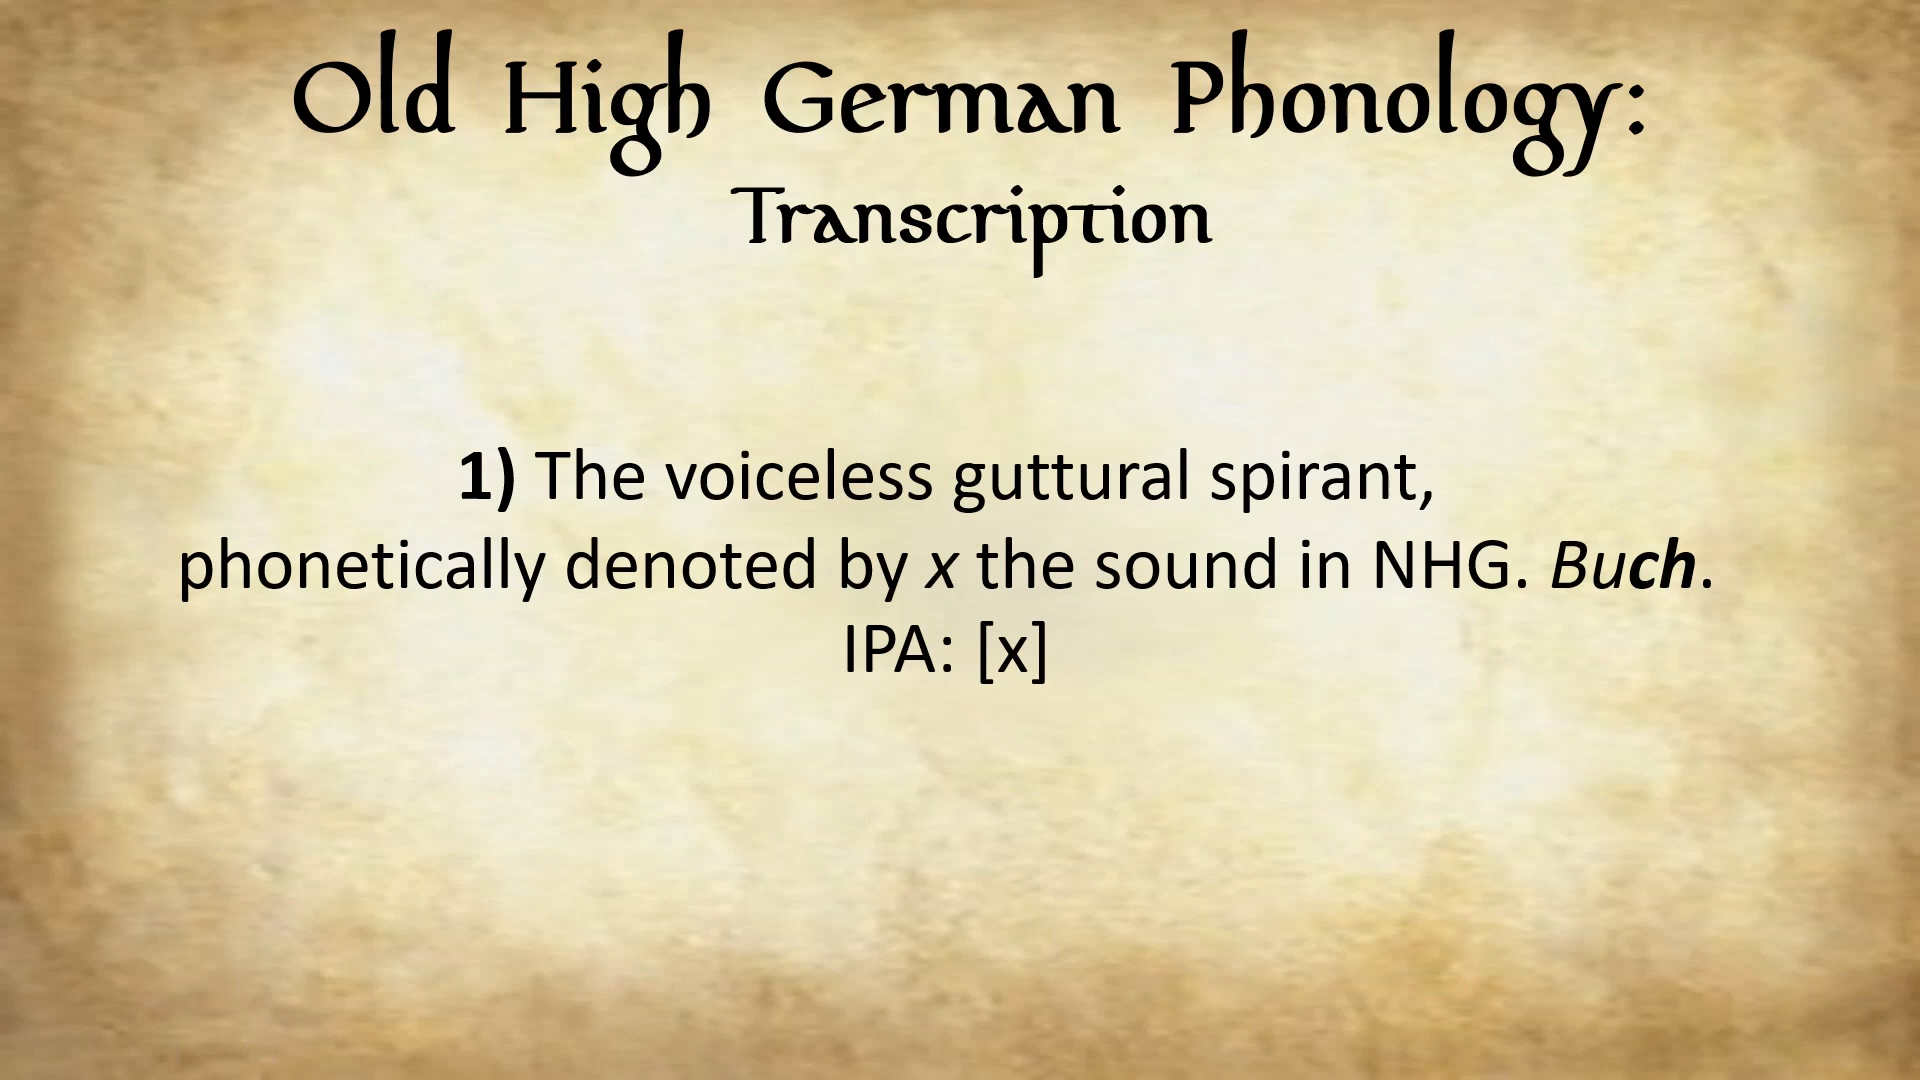 Old High German Phonology:
Transcription
1) The voiceless guttural spirant,
phonetically denoted by x the sound in NHG. Buch.
IPA: [x]